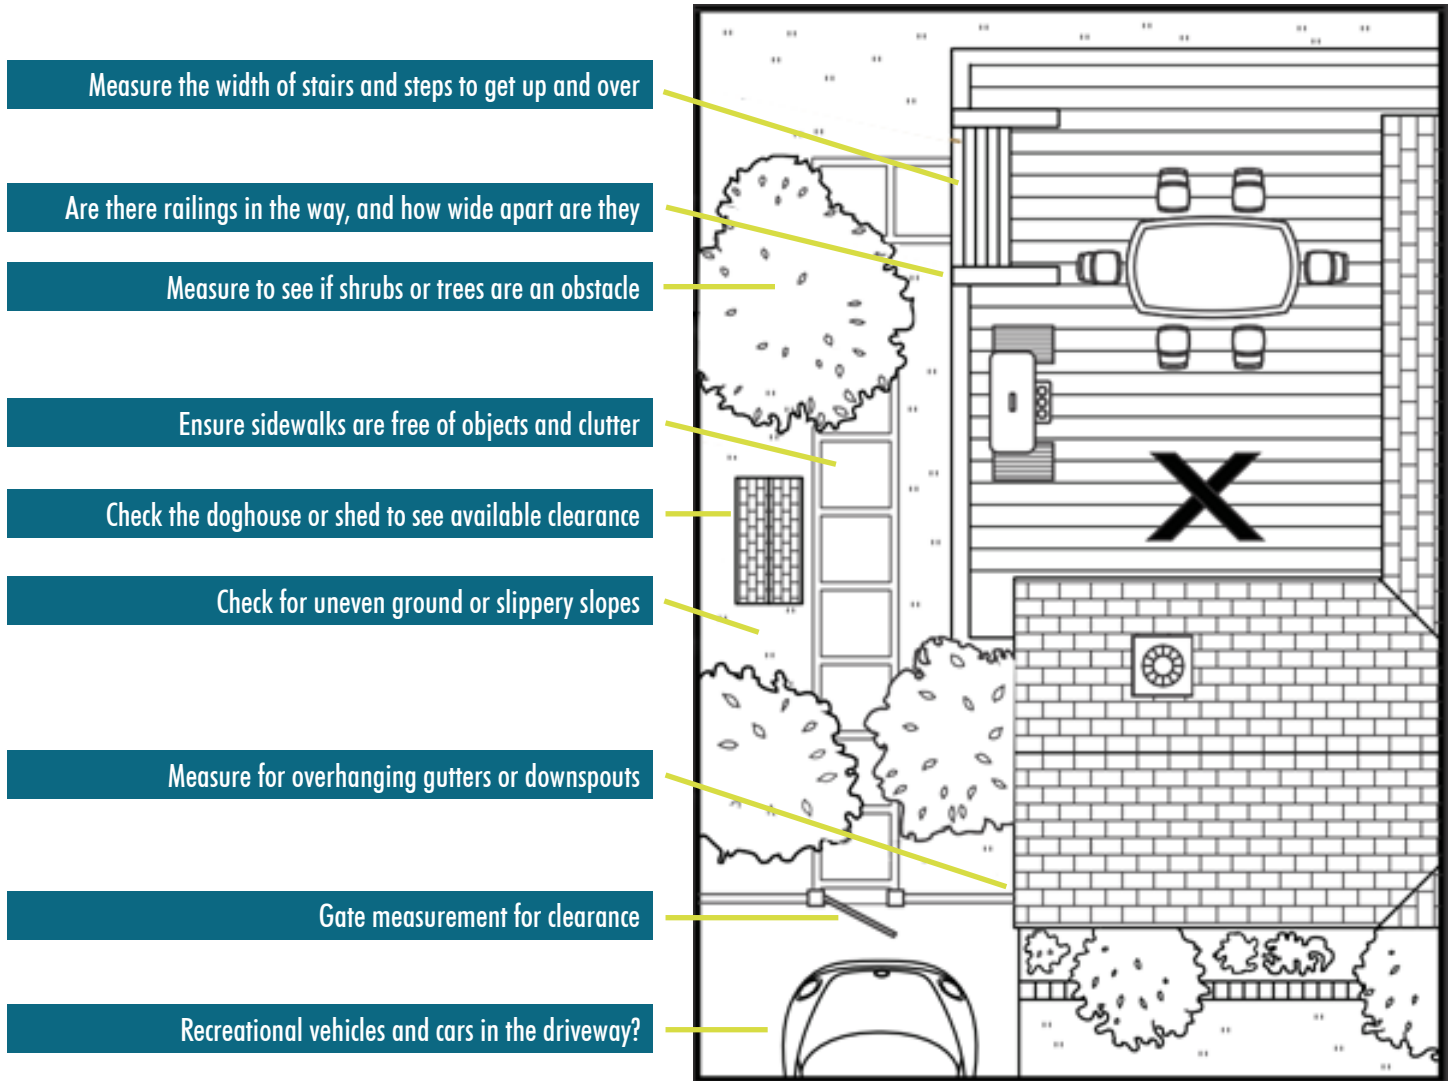 Measure the width of stairs and steps to get up and over
Are there railings in the way, and how wide apart are they
Measure to see if shrubs or trees are an obstacle
Ensure sidewalks are free of objects and clutter
Check the doghouse or shed to see available clearance
Check for uneven ground or slippery slopes
Measure for overhanging gutters or downspouts
Gate measurement for clearance
Recreational vehicles and cars in the driveway?